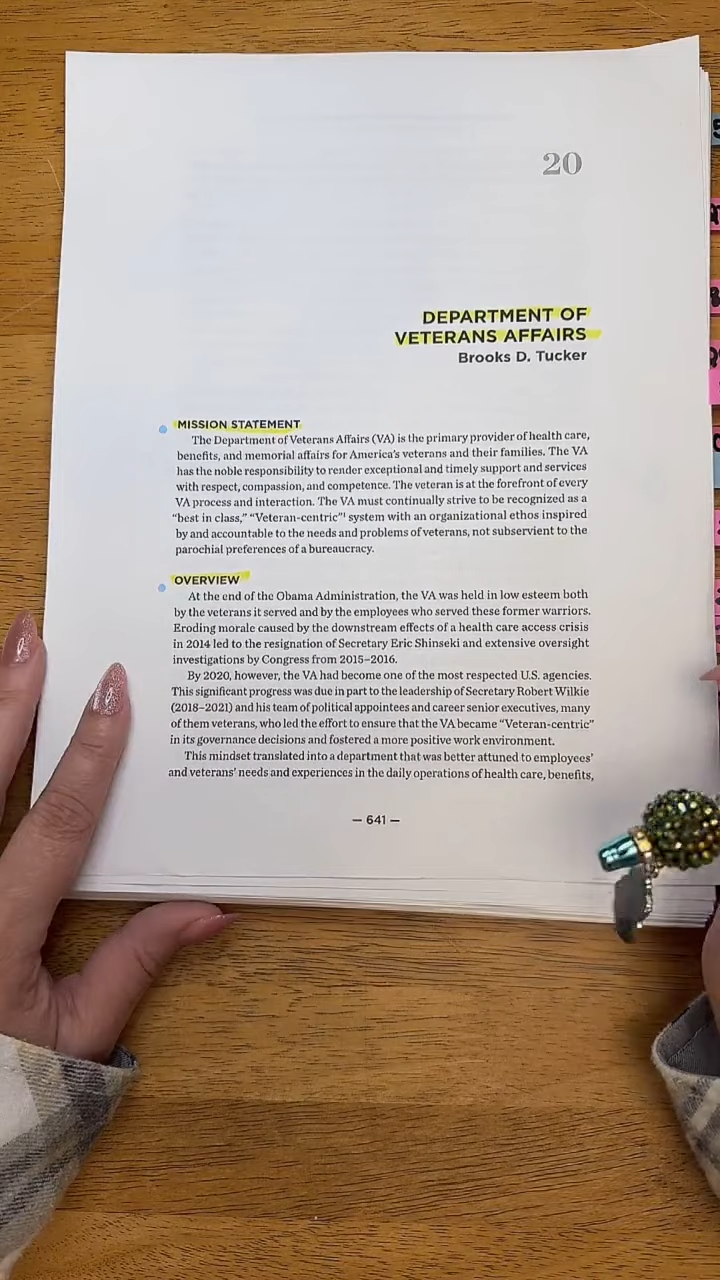 20
DEPARTMENT OF
VETERANS AFFAIRS
Brooks D. Tucker
MISSION STATEMENT
The Department of Veterans Affairs (VA) is the primary provider of health care,
benefits, and memorial affairs for America's veterans and their families. The VA
has the noble responsibility to render exceptional and timely support and services
with respect, compassion, and competence. The veteran is at the forefront of every
VA process and interaction. The VA must continually strive to be recognized as a
“best in class,” “Veteran-centric”¹ system with an organizational ethos inspired
by and accountable to the needs and problems of veterans, not subservient to the
parochial preferences of a bureaucracy.
OVERVIEW
At the end of the Obama Administration, the VA was held in low esteem both
by the veterans it served and by the employees who served these former warriors.
Eroding morale caused by the downstream effects of a health care access crisis
in 2014 led to the resignation of Secretary Eric Shinseki and extensive oversight
investigations by Congress from 2015–2016.
By 2020, however, the VA had become one of the most respected U.S. agencies.
This significant progress was due in part to the leadership of Secretary Robert Wilkie
(2018–2021) and his team of political appointees and career senior executives, many
of them veterans, who led the effort to ensure that the VA became “Veteran-centric”
in its governance decisions and fostered a more positive work environment.
This mindset translated into a department that was better attuned to employees'
and veterans' needs and experiences in the daily operations of health care, benefits,
— 641 —